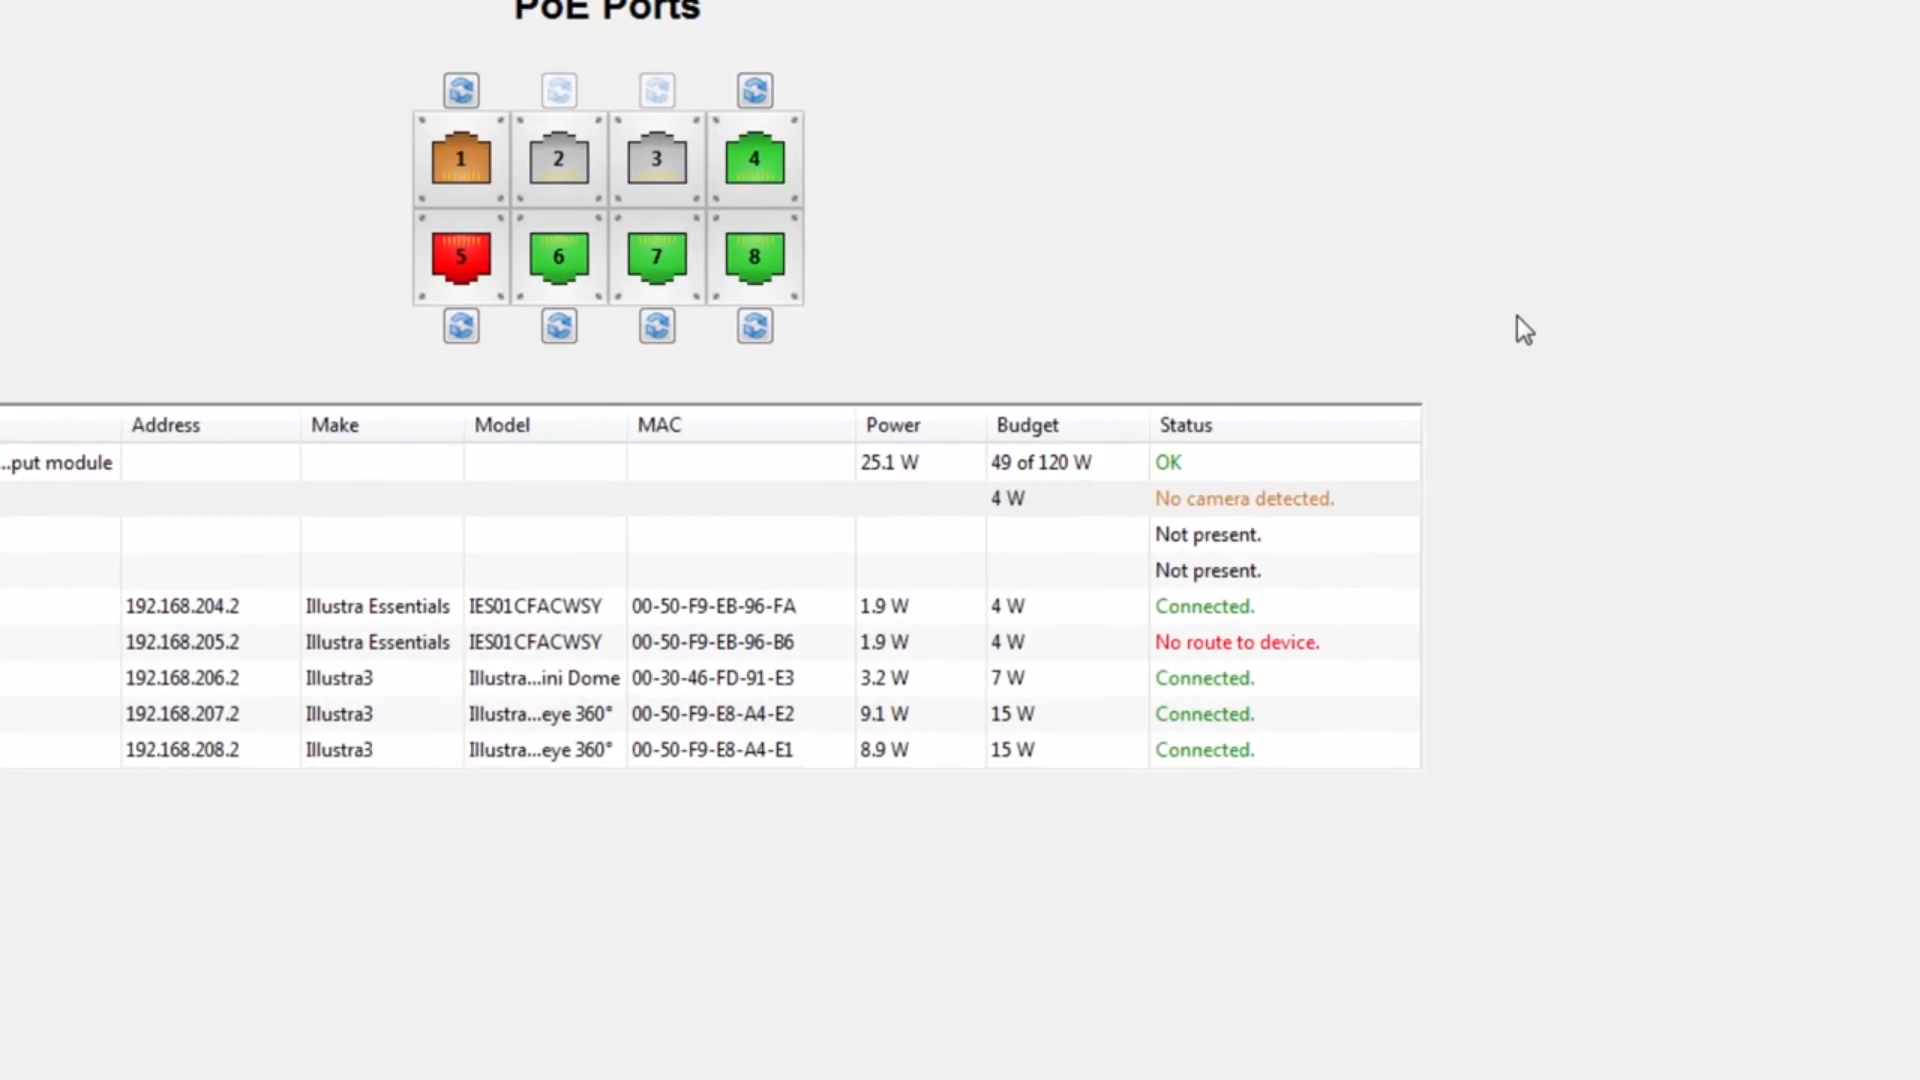 PoE Ports
1 2 3 4
5 6 7 8
Address Make Model MAC Power Budget Status
...put module 25.1 W 49 of 120 W OK
4 W No camera detected.
Not present.
Not present.
192.168.204.2 Illustra Essentials IES01CFACWSY 00-50-F9-EB-96-FA 1.9 W 4 W Connected.
192.168.205.2 Illustra Essentials IES01CFACWSY 00-50-F9-EB-96-B6 1.9 W 4 W No route to device.
192.168.206.2 Illustra3 Illustra...ini Dome 00-30-46-FD-91-E3 3.2 W 7 W Connected.
192.168.207.2 Illustra3 Illustra...eye 360° 00-50-F9-E8-A4-E2 9.1 W 15 W Connected.
192.168.208.2 Illustra3 Illustra...eye 360° 00-50-F9-E8-A4-E1 8.9 W 15 W Connected.